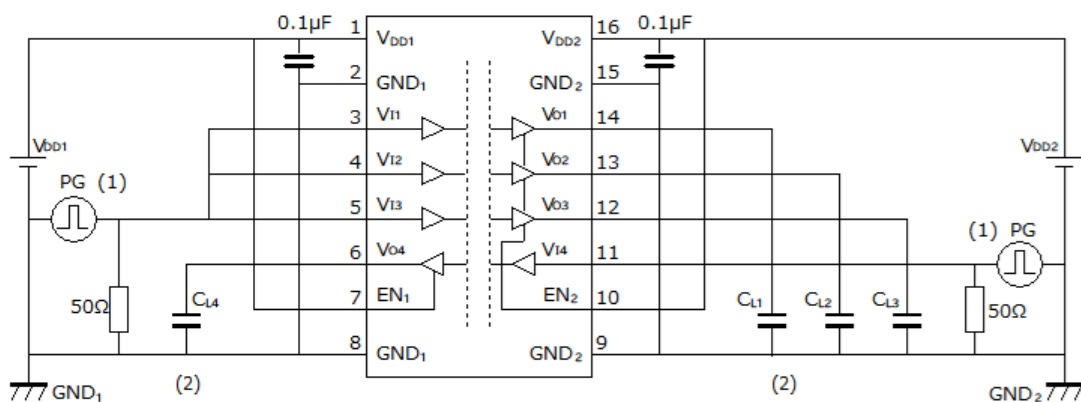 0.1μF 1 16 0.1μF
VDD1 VDD2
2 15
GND1 GND2
3 14
VI1 VO1
VDD1 4 13 VDD2
VI2 VO2
PG (1) 5 12
VI3 VO3
6 11 (1) PG
VO4 VI4
50Ω CL4 7 10 CL1 CL2 CL3 50Ω
EN1 EN2
8 9
GND1 GND2
GND1 (2) (2) GND2